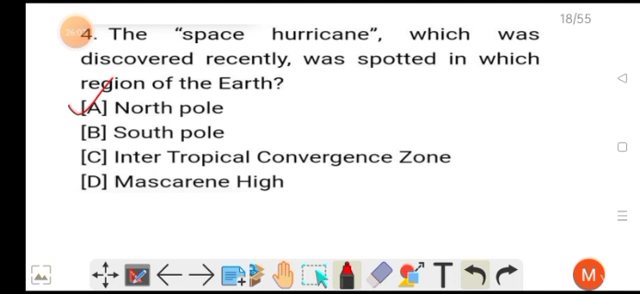 18/55
4. The “space hurricane”, which was
discovered recently, was spotted in which
region of the Earth?
[A] North pole
[B] South pole
[C] Inter Tropical Convergence Zone
[D] Mascarene High
T
M